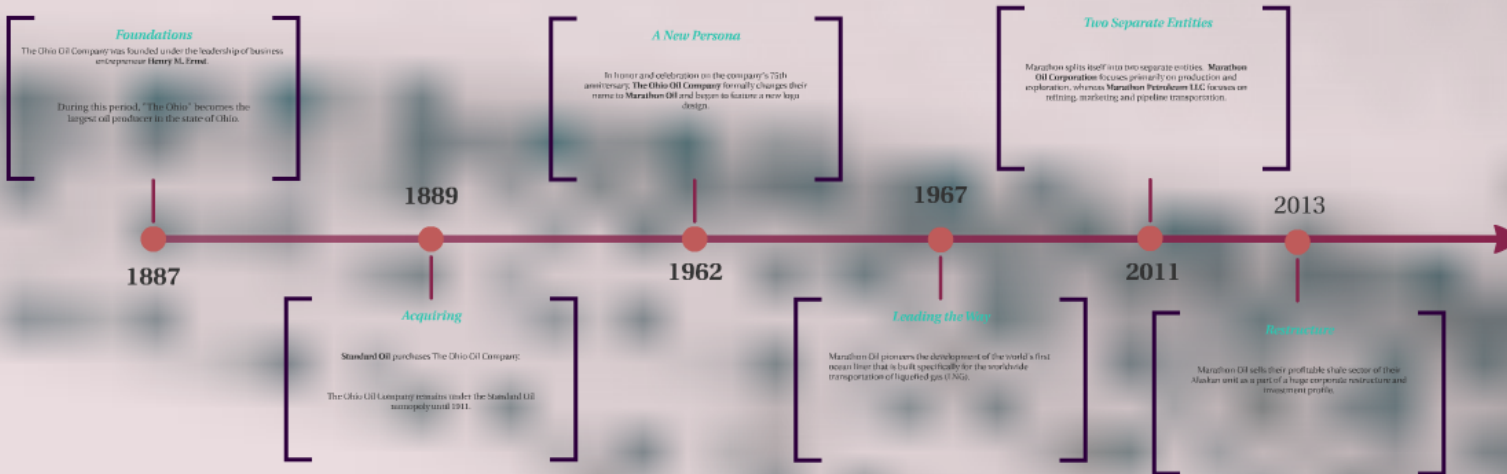 Foundations
The Ohio Oil Company was founded under the leadership of business
entrepreneur Henry M. Ernst.
During this period, "The Ohio" becomes the
largest oil producer in the state of Ohio.
1887
1889
Acquiring
Standard Oil purchases The Ohio Oil Company.
The Ohio Oil Company remains under the Standard Oil
monopoly until 1911.
A New Persona
In honor and celebration on the company's 75th
anniversary, The Ohio Oil Company formally changes their
name to Marathon Oil and began to feature a new logo
design.
1962
1967
Leading the Way
Marathon Oil pioneers the development of the world's first
ocean liner that is built specifically for the worldwide
transportation of liquefied gas (LNG).
Two Separate Entities
Marathon splits itself into two separate entities. Marathon
Oil Corporation focuses primarily on production and
exploration, whereas Marathon Petroleum LLC focuses on
refining, marketing and pipeline transportation.
2011
2013
Restructure
Marathon Oil sells their profitable shale sector of their
Alaskan unit as a part of a huge corporate restructure and
investment profile.